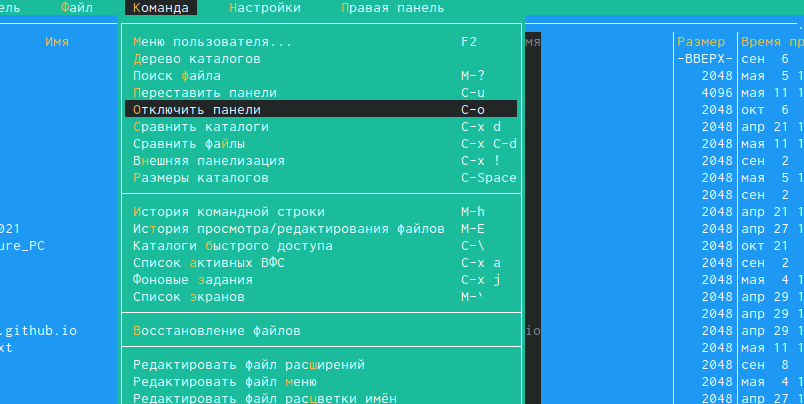 ель Файл Команда Настройки Правая панель
Имя Меню пользователя... F2 мя Размер Время пр
Дерево каталогов -ВВЕРХ- сен 6
Поиск файла M-? 2048 мая 5 1
Переставить панели C-u 4096 мая 11 1
Отключить панели C-o 2048 окт 6
Сравнить каталоги C-x d 2048 апр 21 1
Сравнить файлы C-x C-d 2048 мая 11 1
Внешняя панелизация C-x ! 2048 сен 2
Размеры каталогов C-Space 2048 мая 5 1
2048 сен 2
История командной строки M-h 2048 апр 21 1
021 История просмотра/редактирования файлов M-E 2048 апр 27 1
ure_PC Каталоги быстрого доступа C-\ 2048 окт 21
Список активных ВФС C-x a 2048 сен 2
Фоновые задания C-x j 2048 мая 4 1
Список экранов M-` 2048 апр 29 1
2048 апр 29 1
.github.io Восстановление файлов io 2048 апр 29 1
xt 2048 мая 11 1
Редактировать файл расширений 2048 сен 8
Редактировать файл меню 2048 мая 4 1
Редактировать файл расцветки имён 2048 апр 27 1